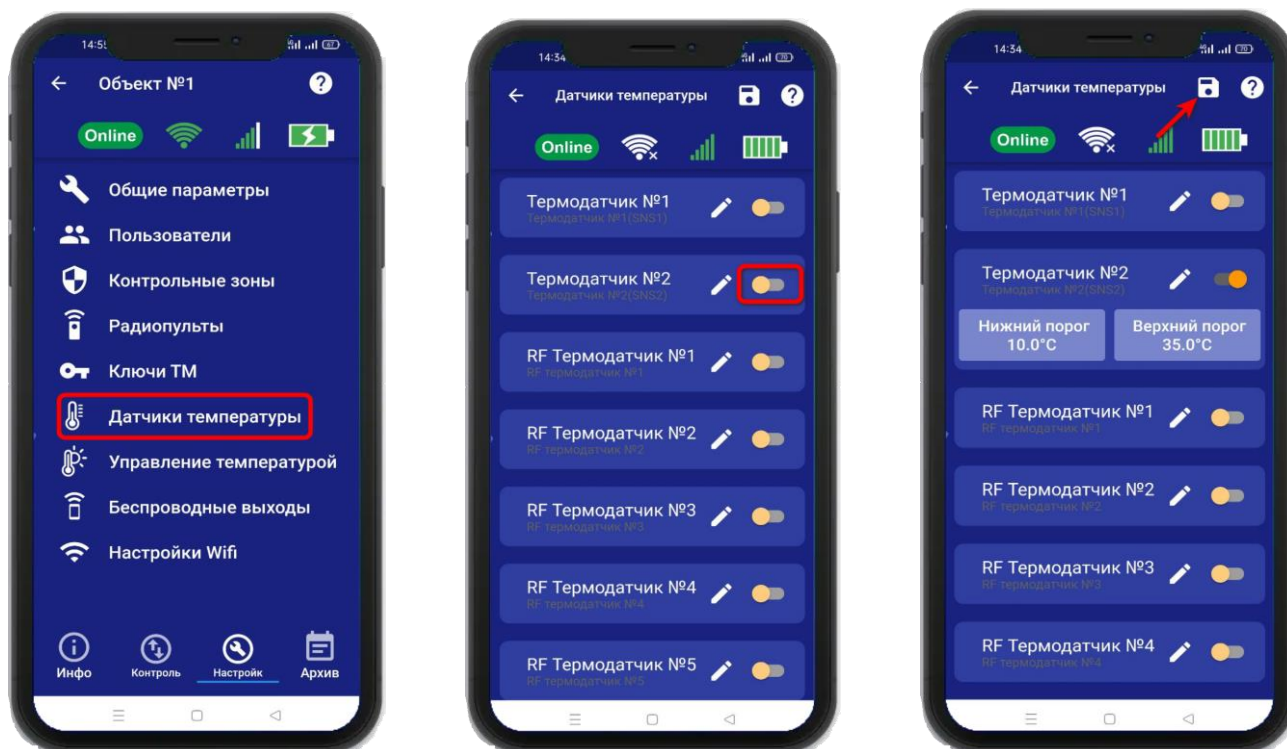 14:5
67
Объект №1
?
Online
Общие параметры
Пользователи
Контрольные зоны
Радиопульты
Ключи ТМ
Датчики температуры
Управление температурой
Беспроводные выходы
Настройки Wifi
Инфо
Контроль
Настройк
Архив
14:34
70
Датчики температуры
?
Online
Термодатчик №1
Термодатчик №1(SNS1)
Термодатчик №2
Термодатчик №2(SNS2)
RF Термодатчик №1
RF термодатчик №1
RF Термодатчик №2
RF термодатчик №2
RF Термодатчик №3
RF термодатчик №3
RF Термодатчик №4
RF термодатчик №4
RF Термодатчик №5
RF термодатчик №5
14:34
70
Датчики температуры
?
Online
Термодатчик №1
Термодатчик №1(SNS1)
Термодатчик №2
Термодатчик №2(SNS2)
Нижний порог
10.0°C
Верхний порог
35.0°C
RF Термодатчик №1
RF термодатчик №1
RF Термодатчик №2
RF термодатчик №2
RF Термодатчик №3
RF термодатчик №3
RF Термодатчик №4
RF термодатчик №4